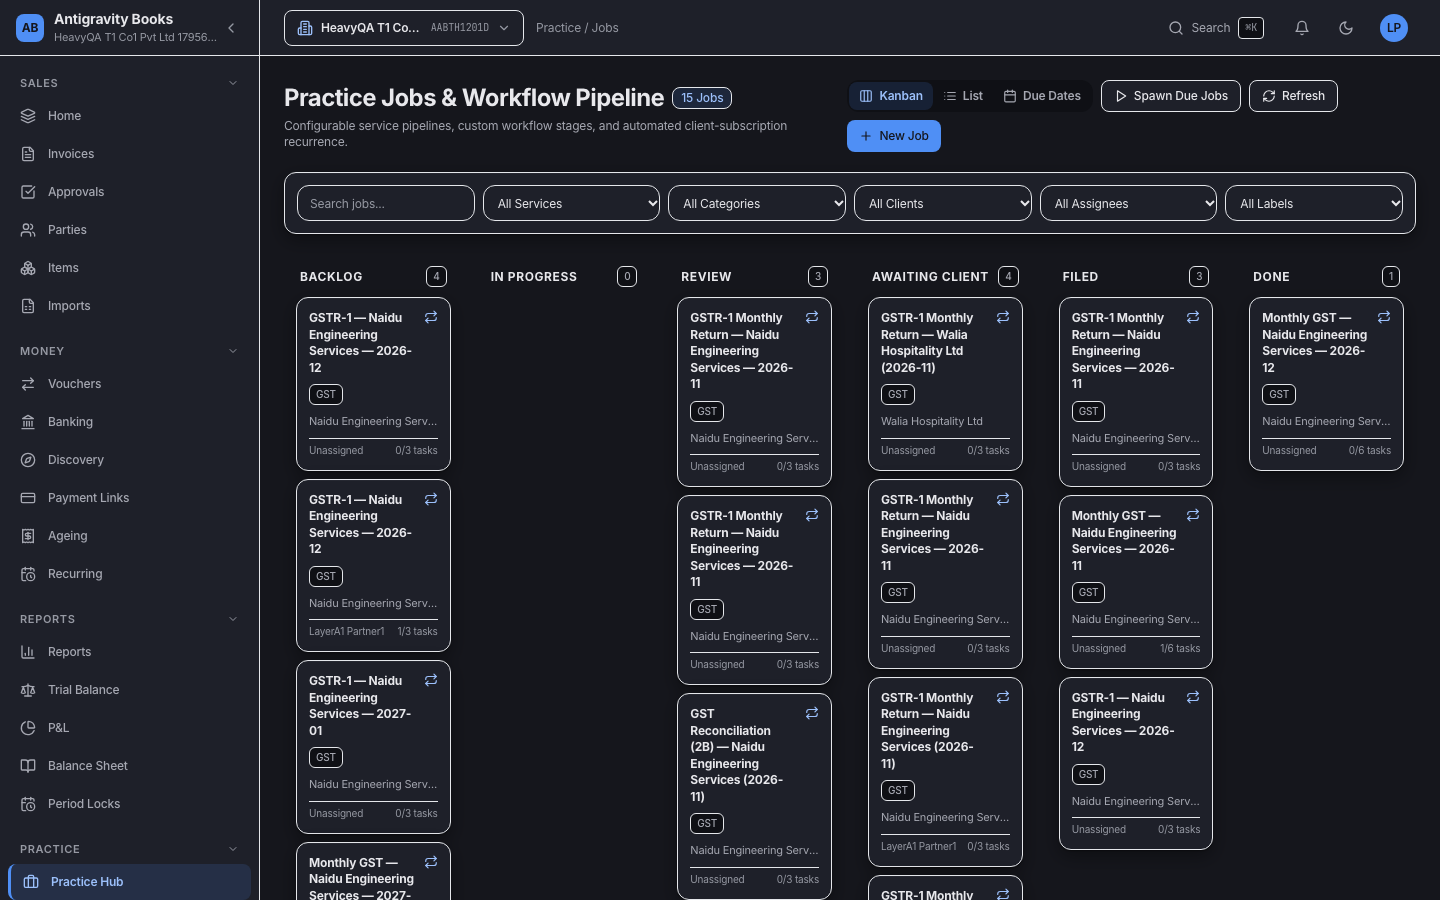 AB
Antigravity Books
HeavyQA T1 Co1 Pvt Ltd 17956...
SALES
Home
Invoices
Approvals
Parties
Items
Imports
MONEY
Vouchers
Banking
Discovery
Payment Links
Ageing
Recurring
REPORTS
Reports
Trial Balance
P&L
Balance Sheet
Period Locks
PRACTICE
Practice Hub
HeavyQA T1 Co... AABTH1201D
Practice / Jobs
Search ⌘K
LP
Practice Jobs & Workflow Pipeline 15 Jobs
Configurable service pipelines, custom workflow stages, and automated client-subscription
recurrence.
Kanban List Due Dates Spawn Due Jobs Refresh
New Job
Search jobs... All Services All Categories All Clients All Assignees All Labels
BACKLOG 4
GSTR-1 — Naidu
Engineering
Services — 2026-
12
GST
Naidu Engineering Serv...
Unassigned 0/3 tasks
GSTR-1 — Naidu
Engineering
Services — 2026-
12
GST
Naidu Engineering Serv...
LayerA1 Partner1 1/3 tasks
GSTR-1 — Naidu
Engineering
Services — 2027-
01
GST
Naidu Engineering Serv...
Unassigned 0/3 tasks
Monthly GST —
Naidu Engineering
Services — 2027-
IN PROGRESS 0
REVIEW 3
GSTR-1 Monthly
Return — Naidu
Engineering
Services — 2026-
11
GST
Naidu Engineering Serv...
Unassigned 0/3 tasks
GSTR-1 Monthly
Return — Naidu
Engineering
Services — 2026-
11
GST
Naidu Engineering Serv...
Unassigned 0/3 tasks
GST
Reconciliation
(2B) — Naidu
Engineering
Services (2026-
11)
GST
Naidu Engineering Serv...
Unassigned 0/3 tasks
AWAITING CLIENT 4
GSTR-1 Monthly
Return — Walia
Hospitality Ltd
(2026-11)
GST
Walia Hospitality Ltd
Unassigned 0/3 tasks
GSTR-1 Monthly
Return — Naidu
Engineering
Services — 2026-
11
GST
Naidu Engineering Serv...
Unassigned 0/3 tasks
GSTR-1 Monthly
Return — Naidu
Engineering
Services (2026-
11)
GST
Naidu Engineering Serv...
LayerA1 Partner1 0/3 tasks
GSTR-1 Monthly
FILED 3
GSTR-1 Monthly
Return — Naidu
Engineering
Services — 2026-
11
GST
Naidu Engineering Serv...
Unassigned 0/3 tasks
Monthly GST —
Naidu Engineering
Services — 2026-
11
GST
Naidu Engineering Serv...
Unassigned 1/6 tasks
GSTR-1 — Naidu
Engineering
Services — 2026-
12
GST
Naidu Engineering Serv...
Unassigned 0/3 tasks
DONE 1
Monthly GST —
Naidu Engineering
Services — 2026-
12
GST
Naidu Engineering Serv...
Unassigned 0/6 tasks